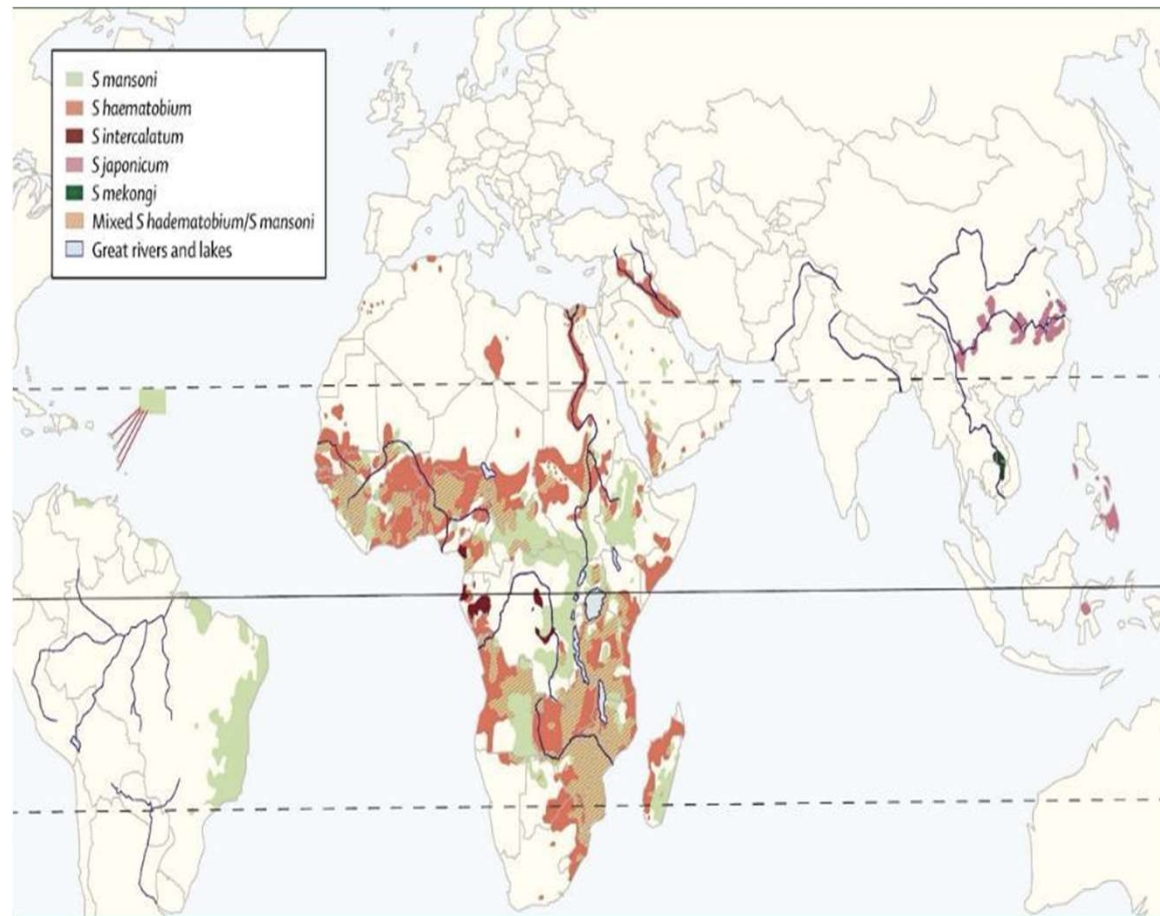 S mansoni
S haematobium
S intercalatum
S japonicum
S mekongi
Mixed S hadematobium/S mansoni
Great rivers and lakes